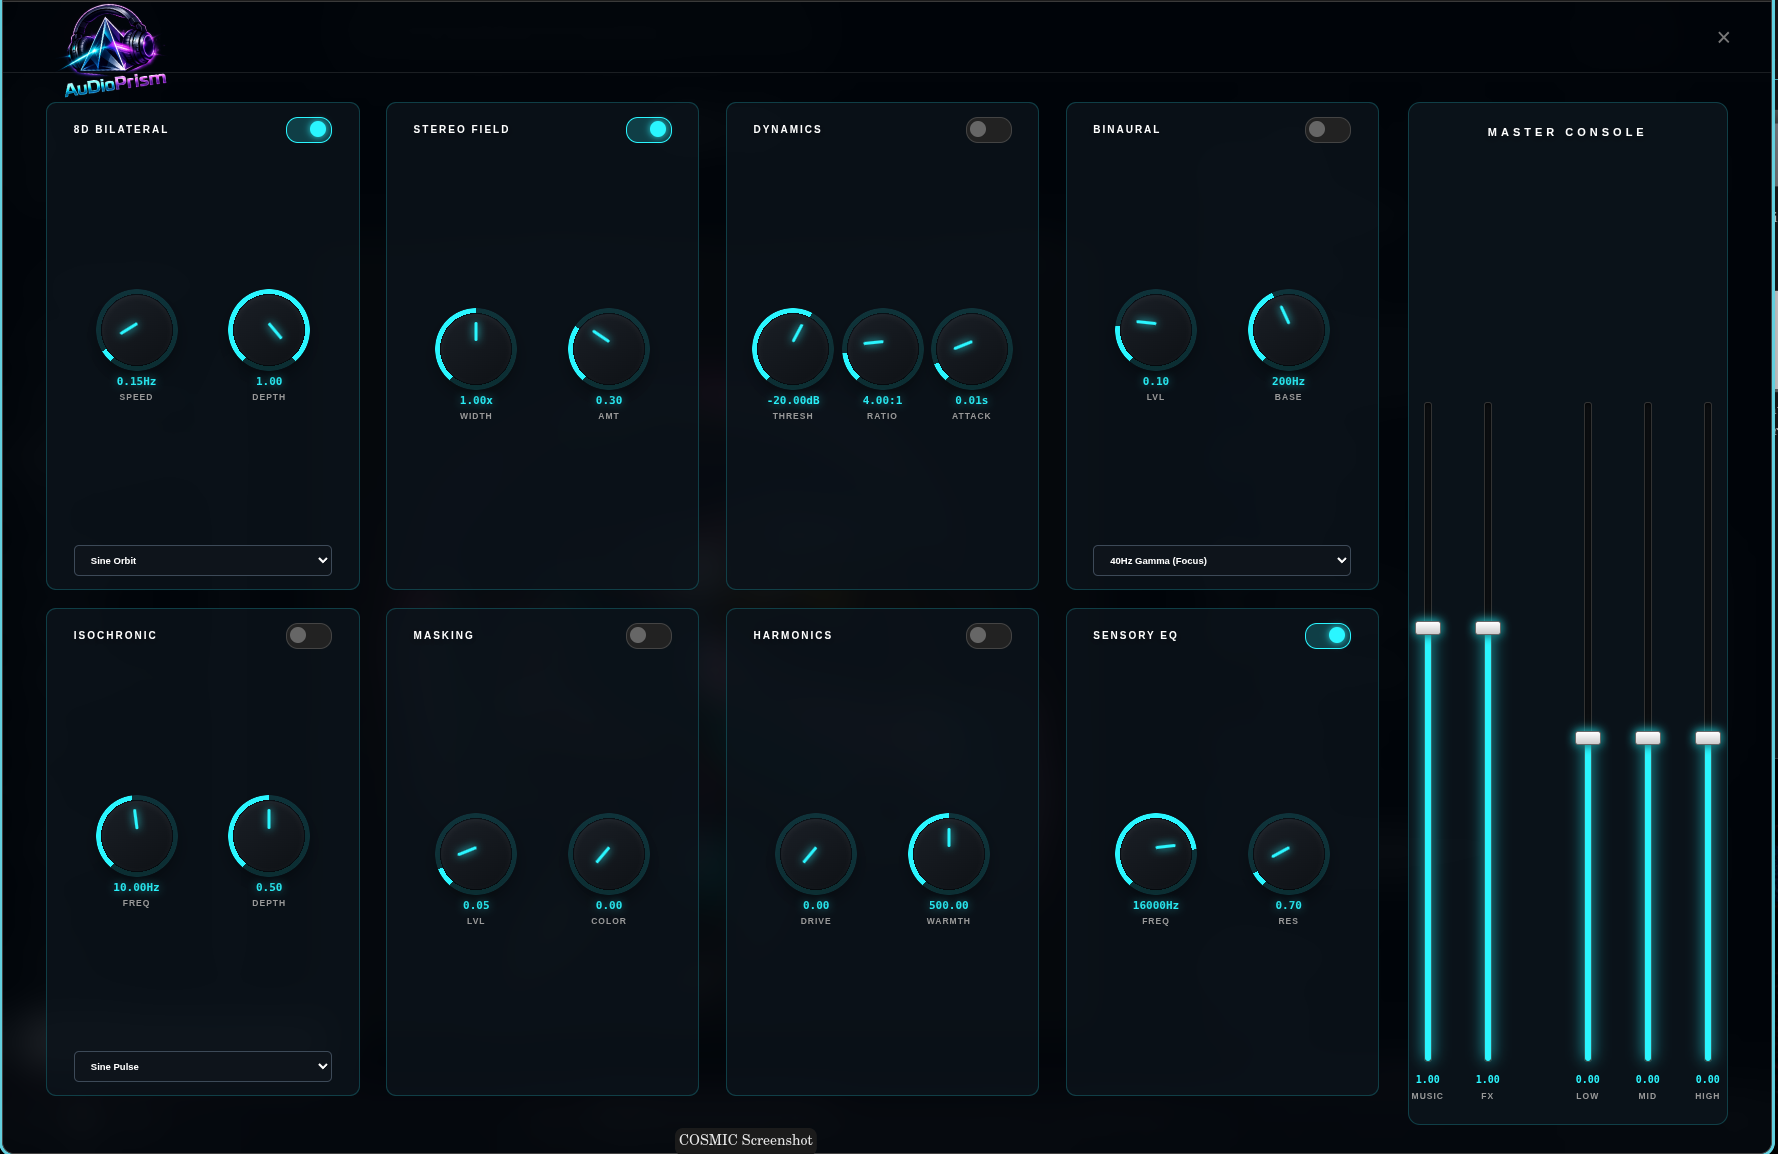 AuDioPrism
×
8D BILATERAL
0.15Hz
SPEED
1.00
DEPTH
Sine Orbit
STEREO FIELD
1.00x
WIDTH
0.30
AMT
DYNAMICS
-20.00dB
THRESH
4.00:1
RATIO
0.01s
ATTACK
BINAURAL
0.10
LVL
200Hz
BASE
40Hz Gamma (Focus)
ISOCHRONIC
10.00Hz
FREQ
0.50
DEPTH
Sine Pulse
MASKING
0.05
LVL
0.00
COLOR
HARMONICS
0.00
DRIVE
500.00
WARMTH
SENSORY EQ
16000Hz
FREQ
0.70
RES
MASTER CONSOLE
1.00
MUSIC
1.00
FX
0.00
LOW
0.00
MID
0.00
HIGH
COSMIC Screenshot